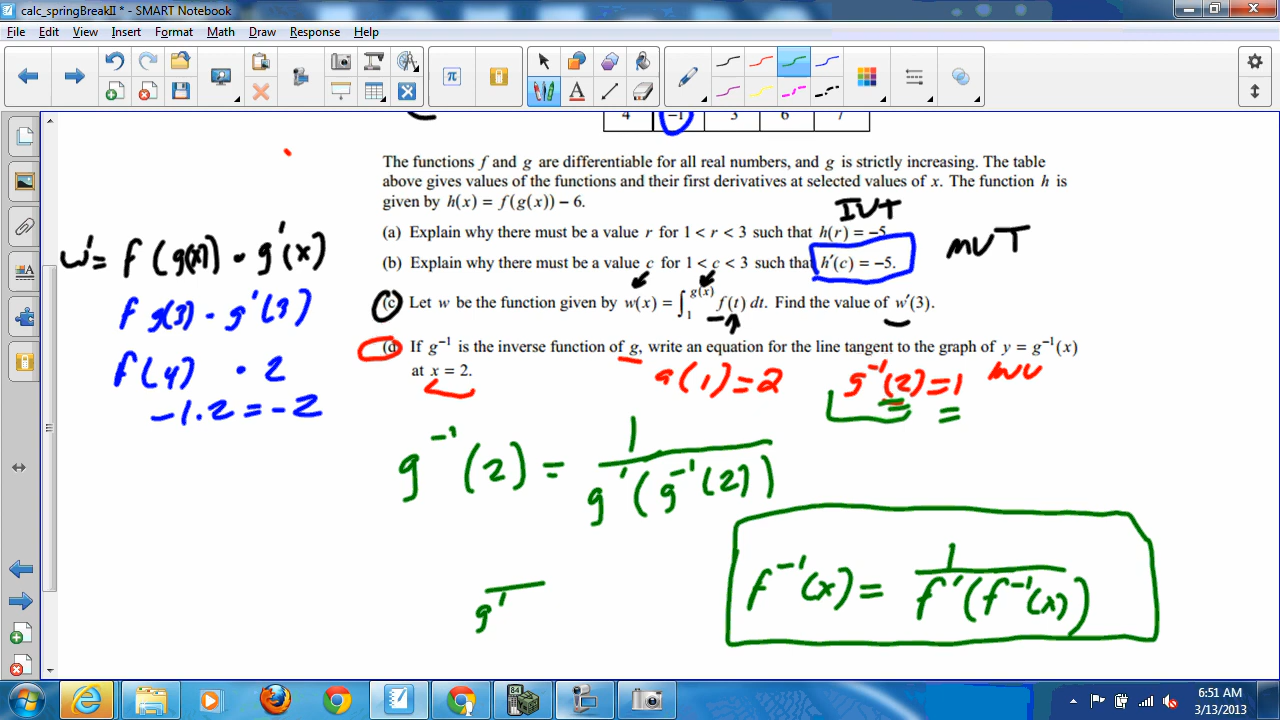 calc_springBreakII * - SMART Notebook
File Edit View Insert Format Math Draw Response Help
π A
4 -1 3 6 7
The functions f and g are differentiable for all real numbers, and g is strictly increasing. The table
above gives values of the functions and their first derivatives at selected values of x. The function h is
given by h(x) = f(g(x)) – 6.
IVT
(a) Explain why there must be a value r for 1 < r < 3 such that h(r) = –5
MVT
(b) Explain why there must be a value c for 1 < c < 3 such that h′(c) = –5.
w' = f(g(x)) · g'(x)
(c) Let w be the function given by w(x) = ∫₁^g(x) f(t) dt. Find the value of w′(3).
f g(3) - g'(3)
(d) If g⁻¹ is the inverse function of g, write an equation for the line tangent to the graph of y = g⁻¹(x)
at x = 2.
g(1) = 2
g⁻¹(2) = 1
f(4) · 2
-1.2 = -2
g⁻¹(2) = 1 / g'(g⁻¹(2))
f⁻¹(x) = 1 / f'(f⁻¹(x))
g'
84
6:51 AM
3/13/2013